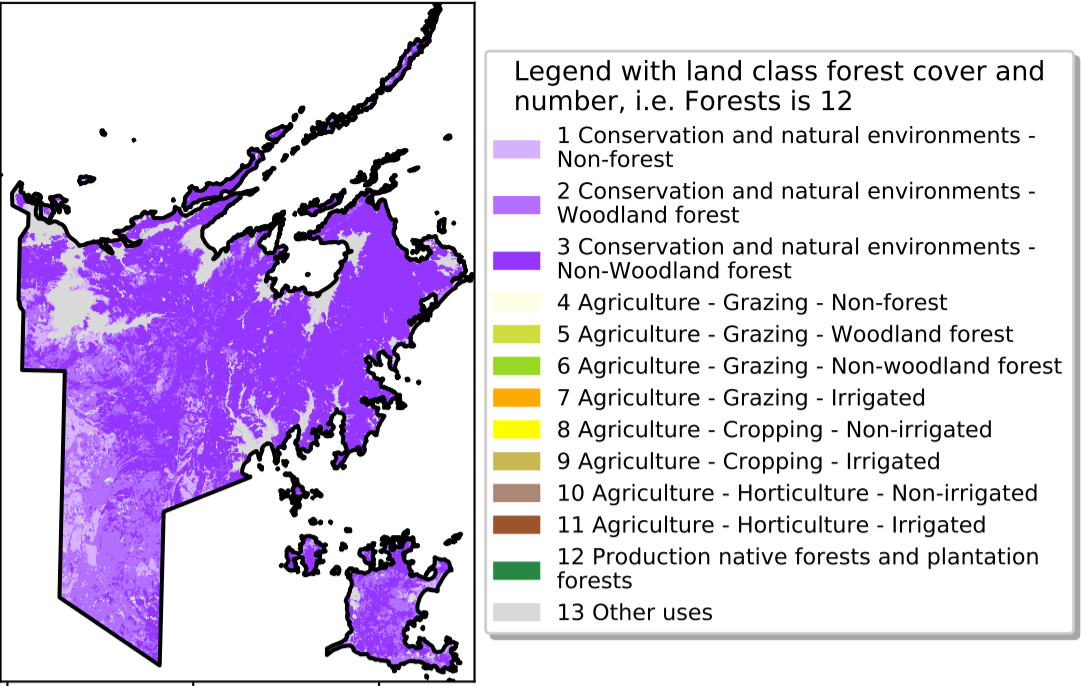 Legend with land class forest cover and
number, i.e. Forests is 12
1 Conservation and natural environments -
Non-forest
2 Conservation and natural environments -
Woodland forest
3 Conservation and natural environments -
Non-Woodland forest
4 Agriculture - Grazing - Non-forest
5 Agriculture - Grazing - Woodland forest
6 Agriculture - Grazing - Non-woodland forest
7 Agriculture - Grazing - Irrigated
8 Agriculture - Cropping - Non-irrigated
9 Agriculture - Cropping - Irrigated
10 Agriculture - Horticulture - Non-irrigated
11 Agriculture - Horticulture - Irrigated
12 Production native forests and plantation
forests
13 Other uses